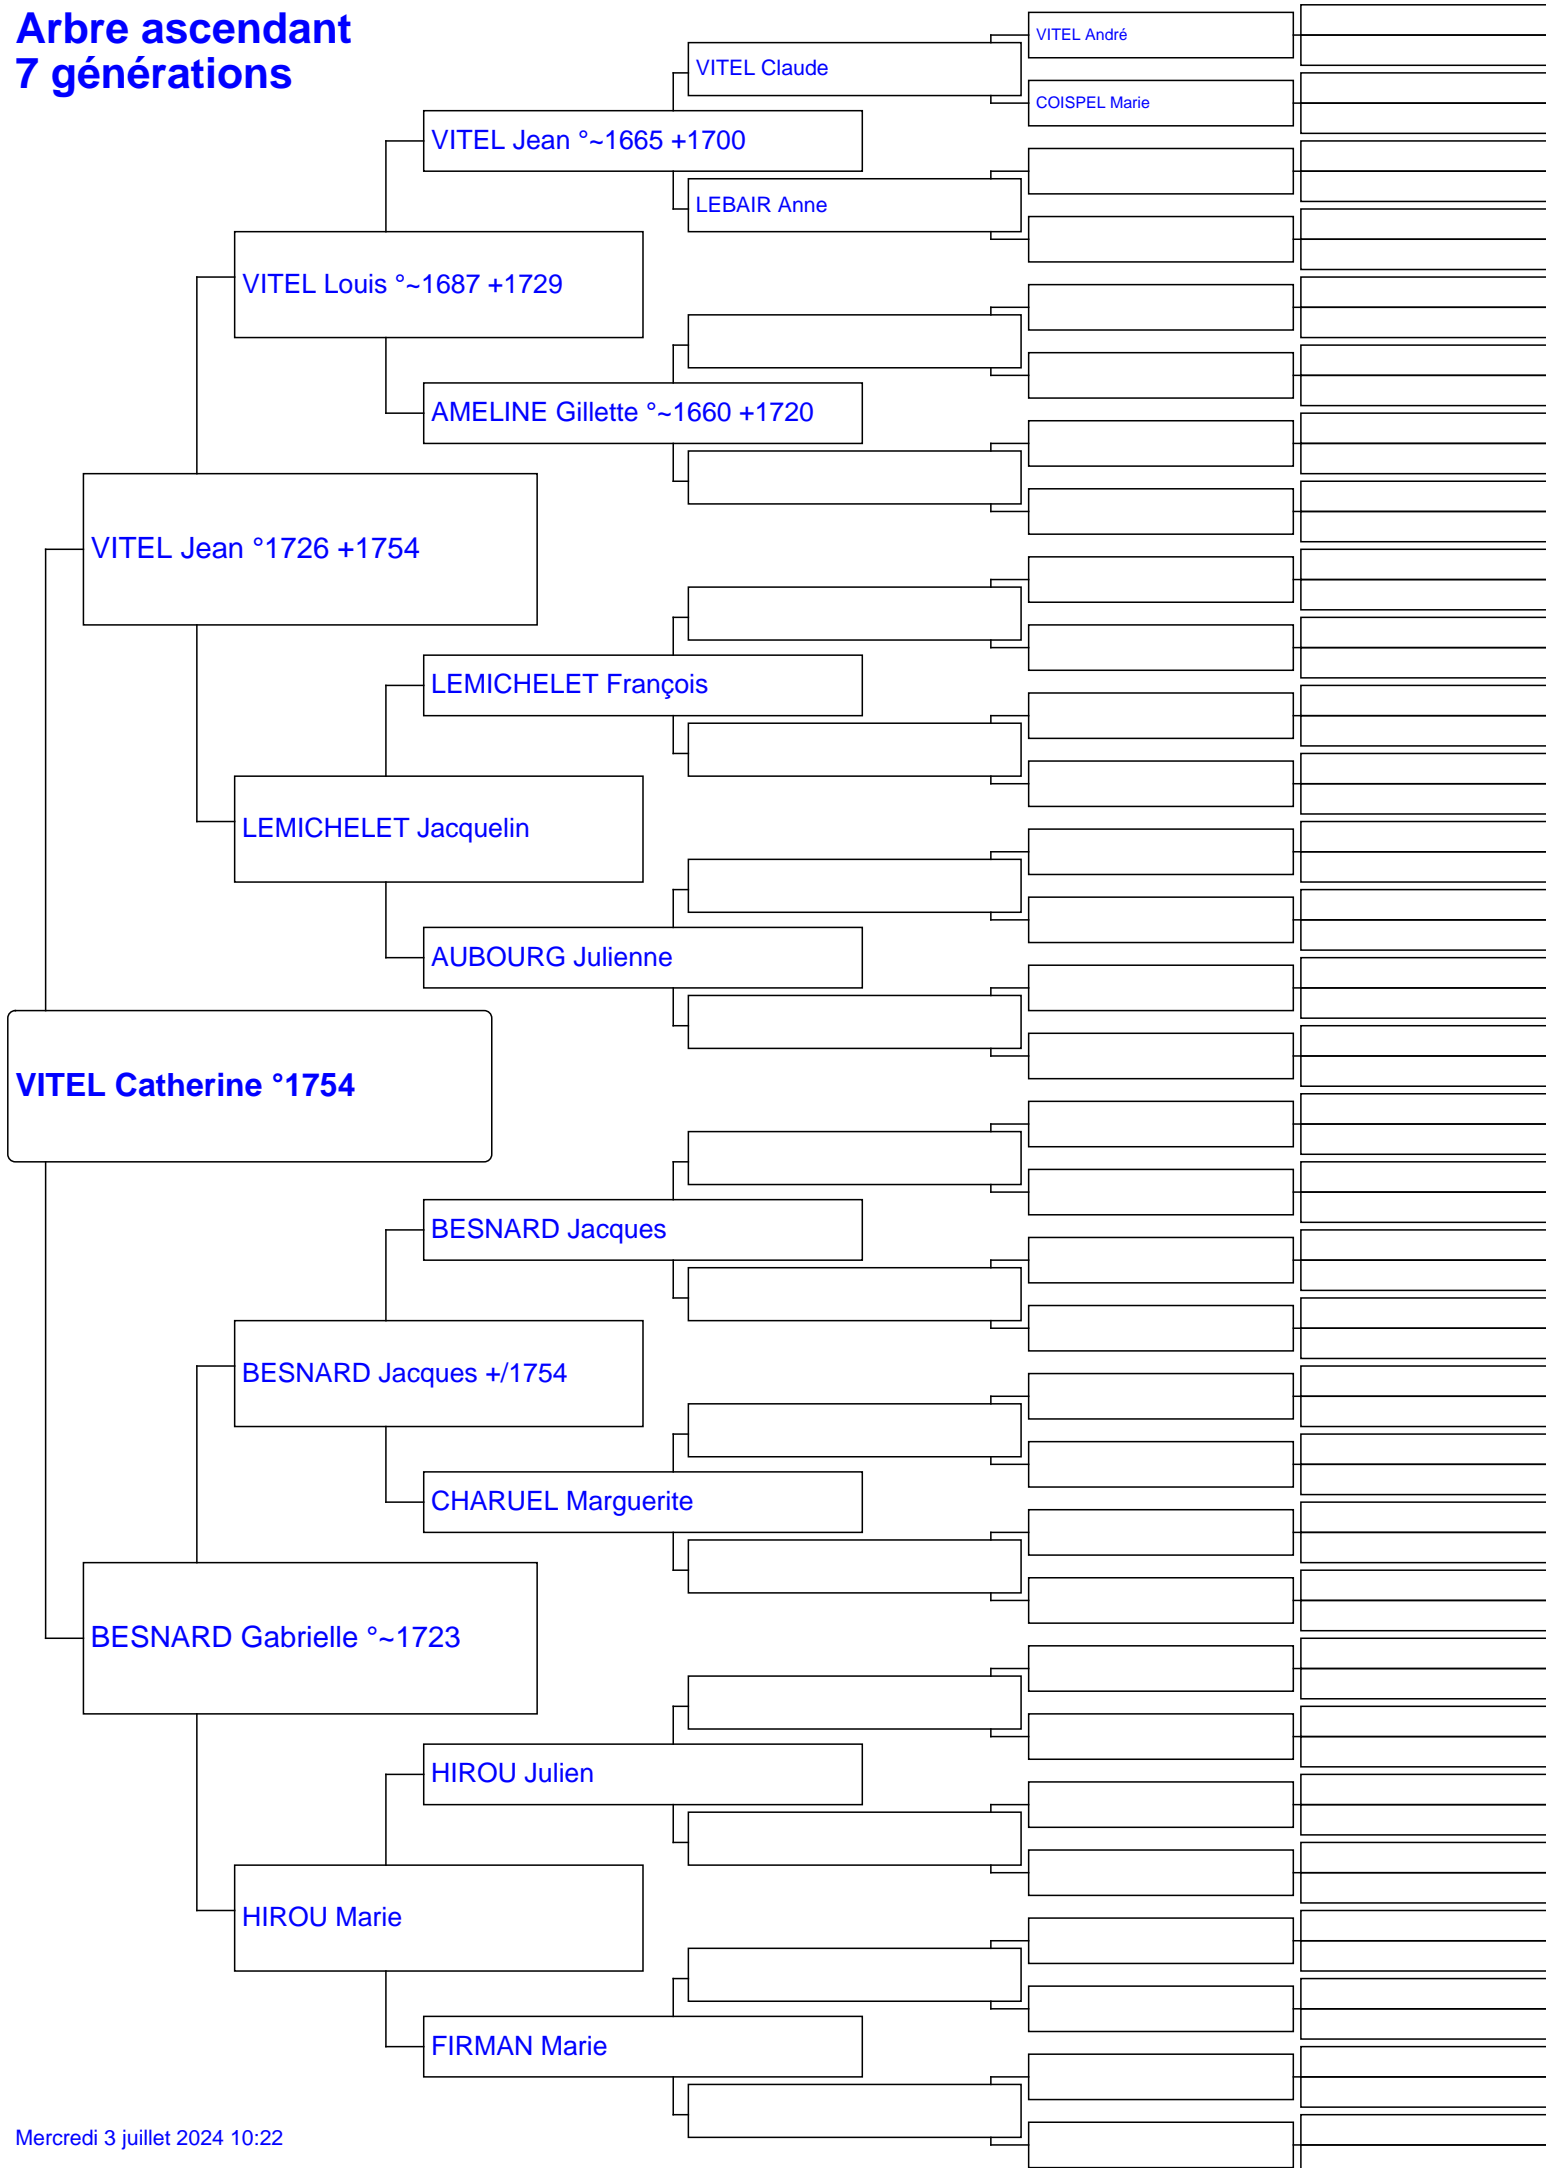 Arbre ascendant
7 générations
VITEL André
VITEL Claude
COISPEL Marie
VITEL Jean °~1665 +1700
LEBAIR Anne
VITEL Louis °~1687 +1729
AMELINE Gillette °~1660 +1720
VITEL Jean °1726 +1754
LEMICHELET François
LEMICHELET Jacquelin
AUBOURG Julienne
VITEL Catherine °1754
BESNARD Jacques
BESNARD Jacques +/1754
CHARUEL Marguerite
BESNARD Gabrielle °~1723
HIROU Julien
HIROU Marie
FIRMAN Marie
Mercredi 3 juillet 2024 10:22